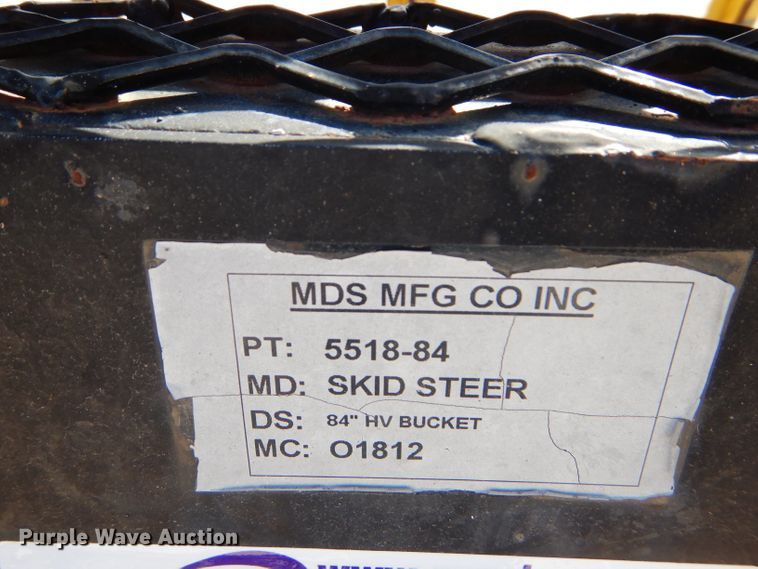 MDS MFG CO INC
PT: 5518-84
MD: SKID STEER
DS: 84" HV BUCKET
MC: O1812
Purple Wave Auction